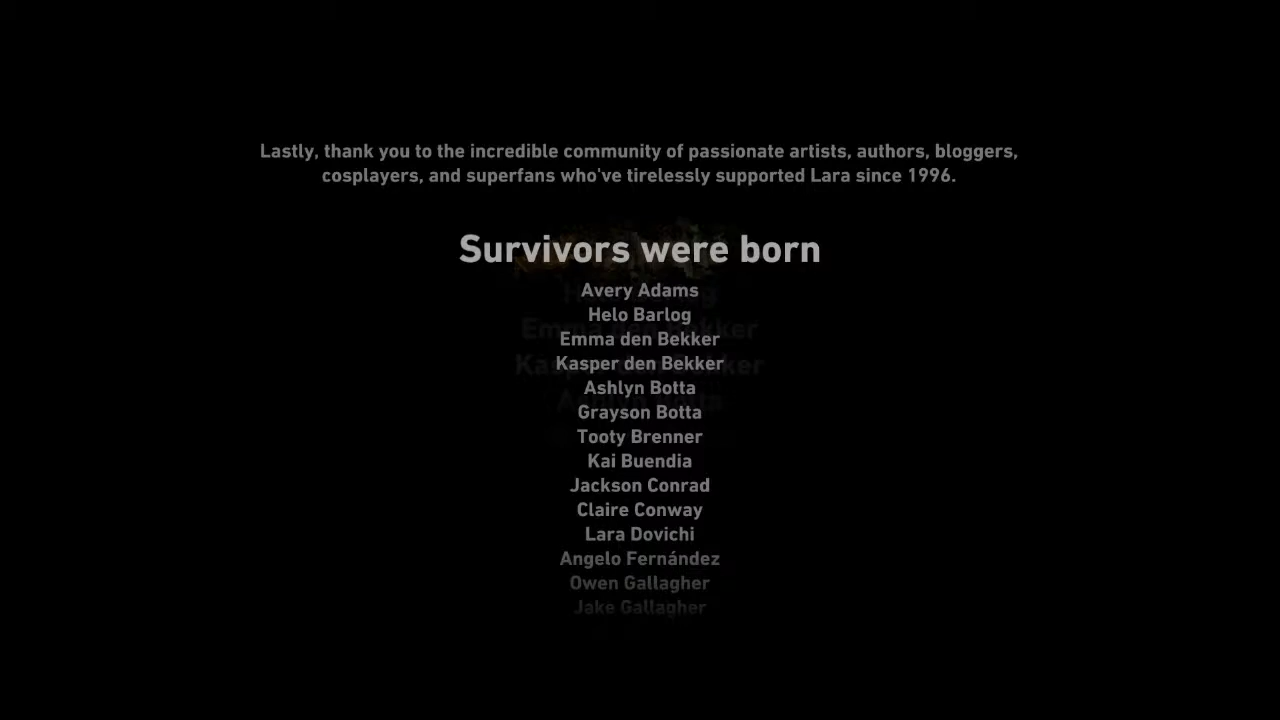 Lastly, thank you to the incredible community of passionate artists, authors, bloggers,
cosplayers, and superfans who've tirelessly supported Lara since 1996.
Survivors were born
Avery Adams
Helo Barlog
Emma den Bekker
Kasper den Bekker
Ashlyn Botta
Grayson Botta
Tooty Brenner
Kai Buendia
Jackson Conrad
Claire Conway
Lara Dovichi
Angelo Fernández
Owen Gallagher
Jake Gallagher